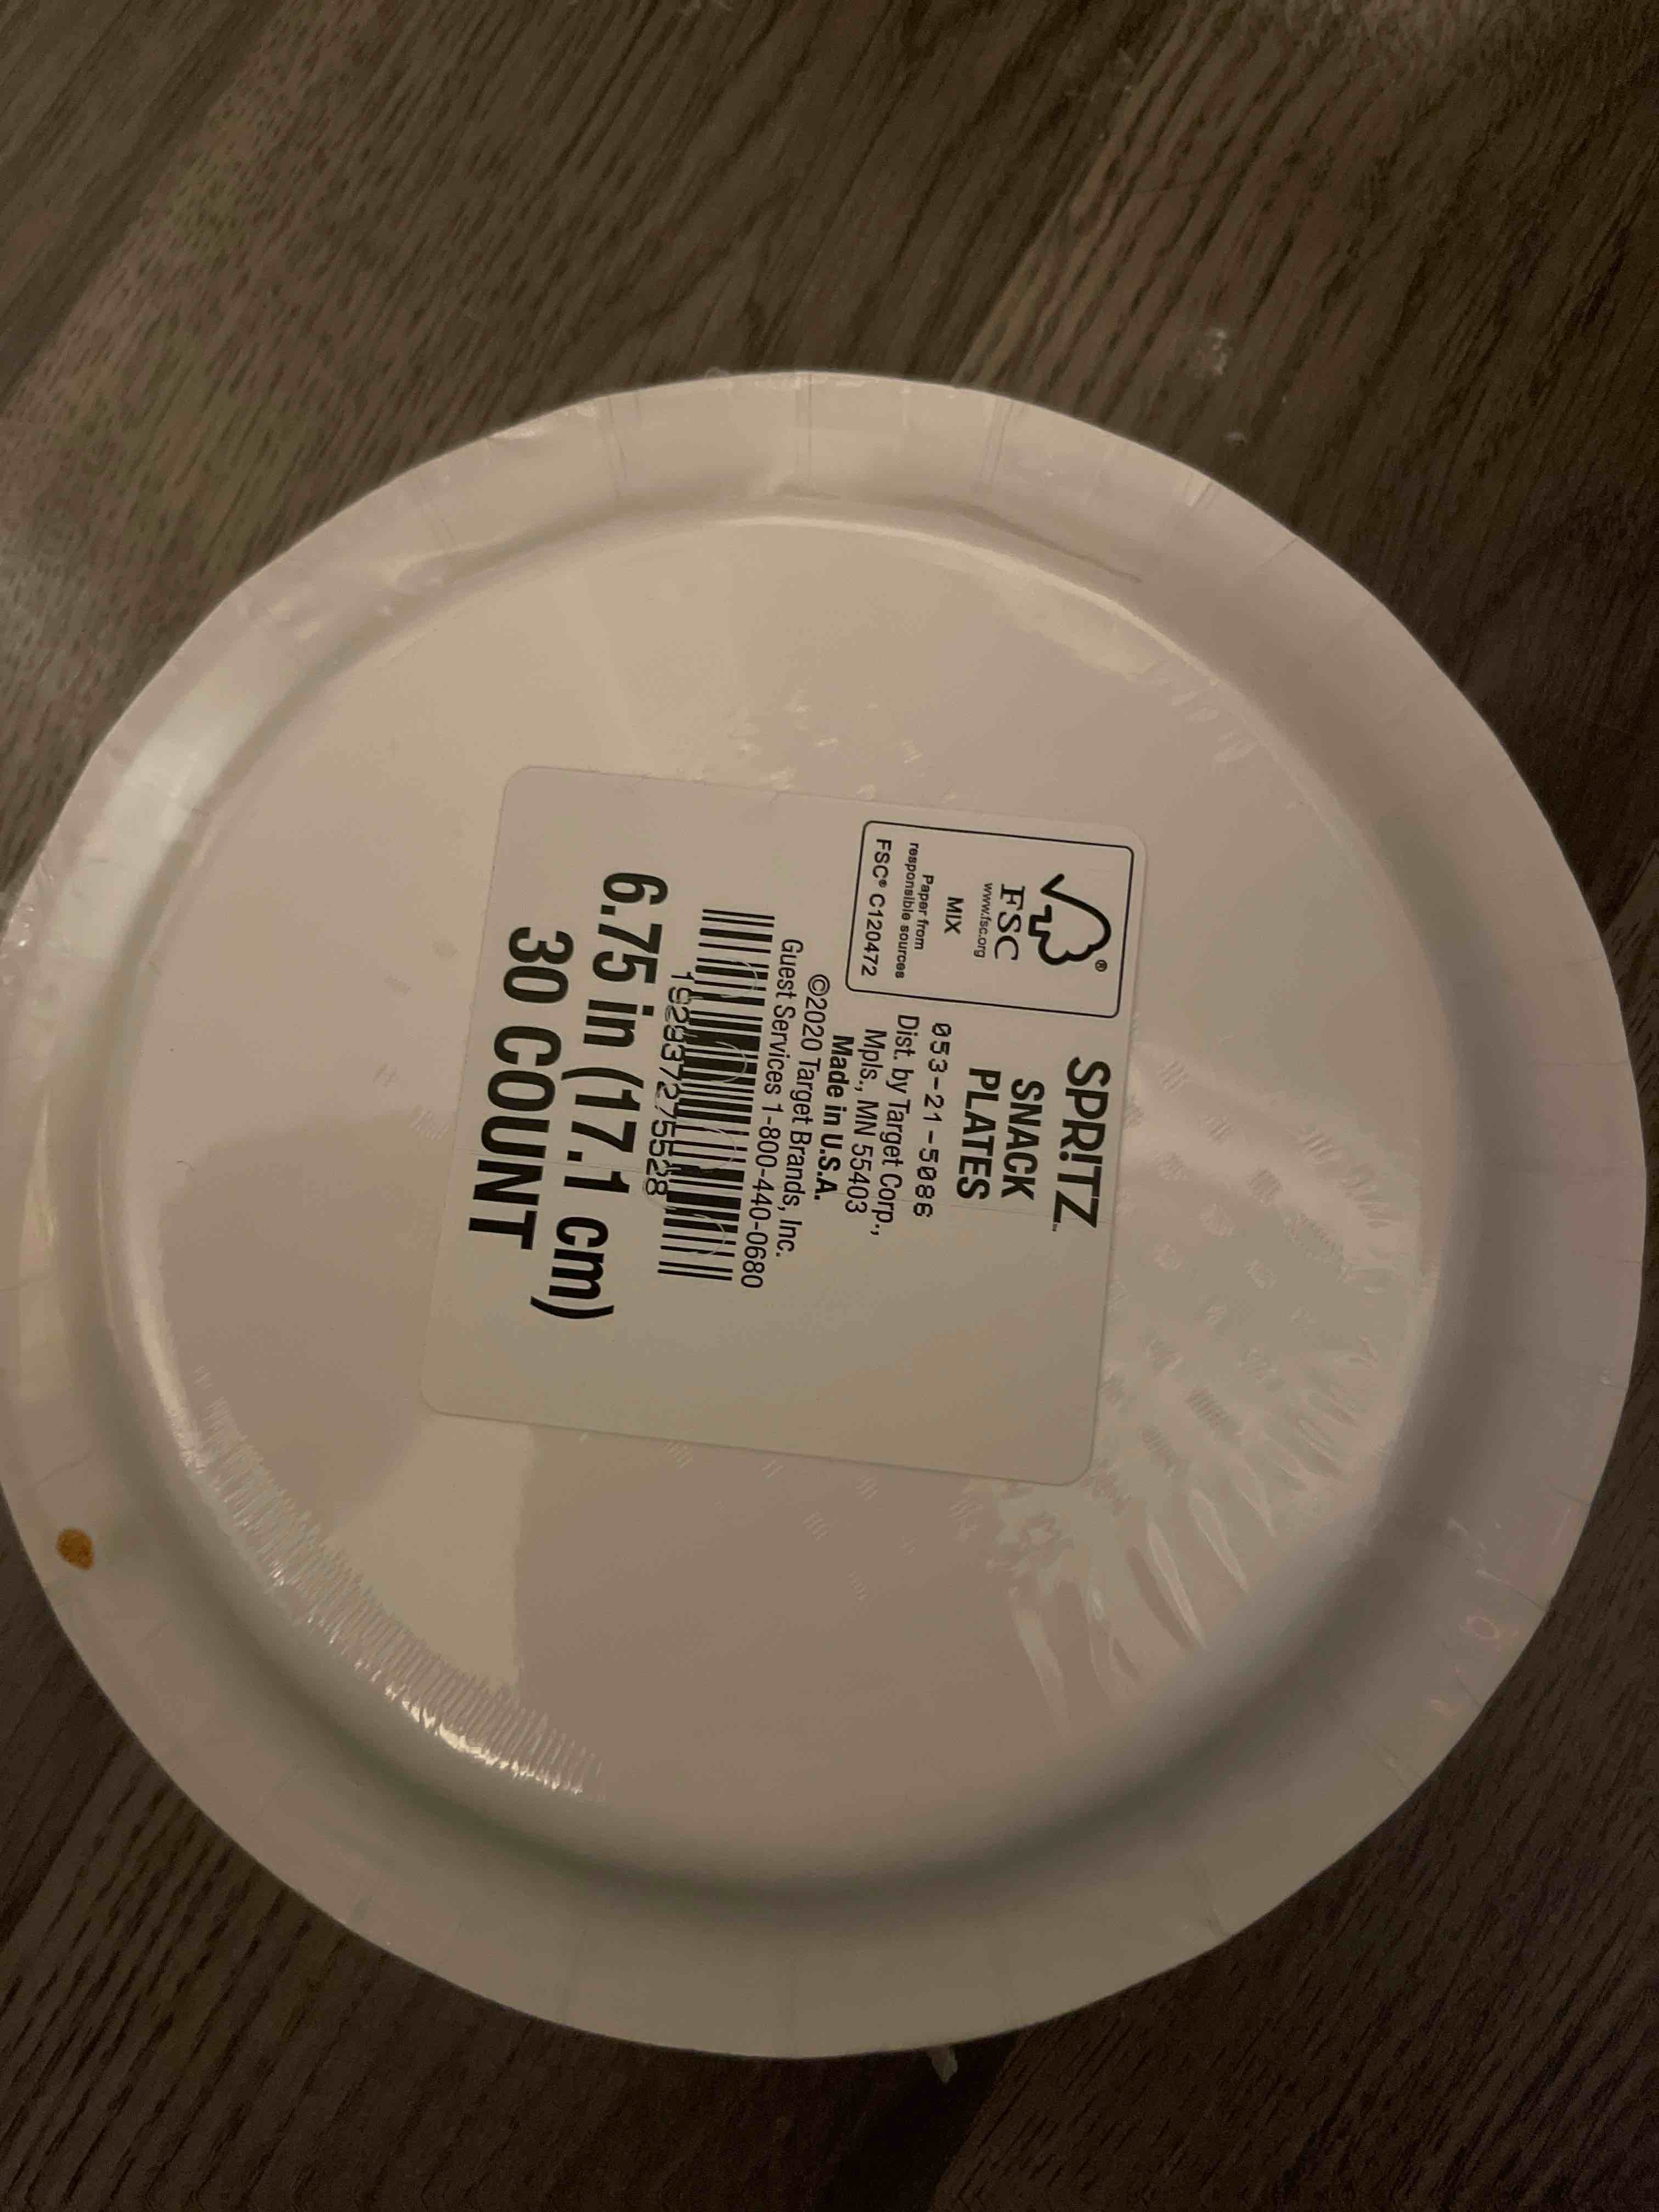 ®
FSC
www.fsc.org
MIX
Paper from
responsible sources
FSC® C120472
SPRITZ™
SNACK
PLATES
053-21-5086
Dist. by Target Corp.,
Mpls., MN 55403
Made in U.S.A.
©2020 Target Brands, Inc.
Guest Services 1-800-440-0680
192937275528
6.75 in (17.1 cm)
30 COUNT